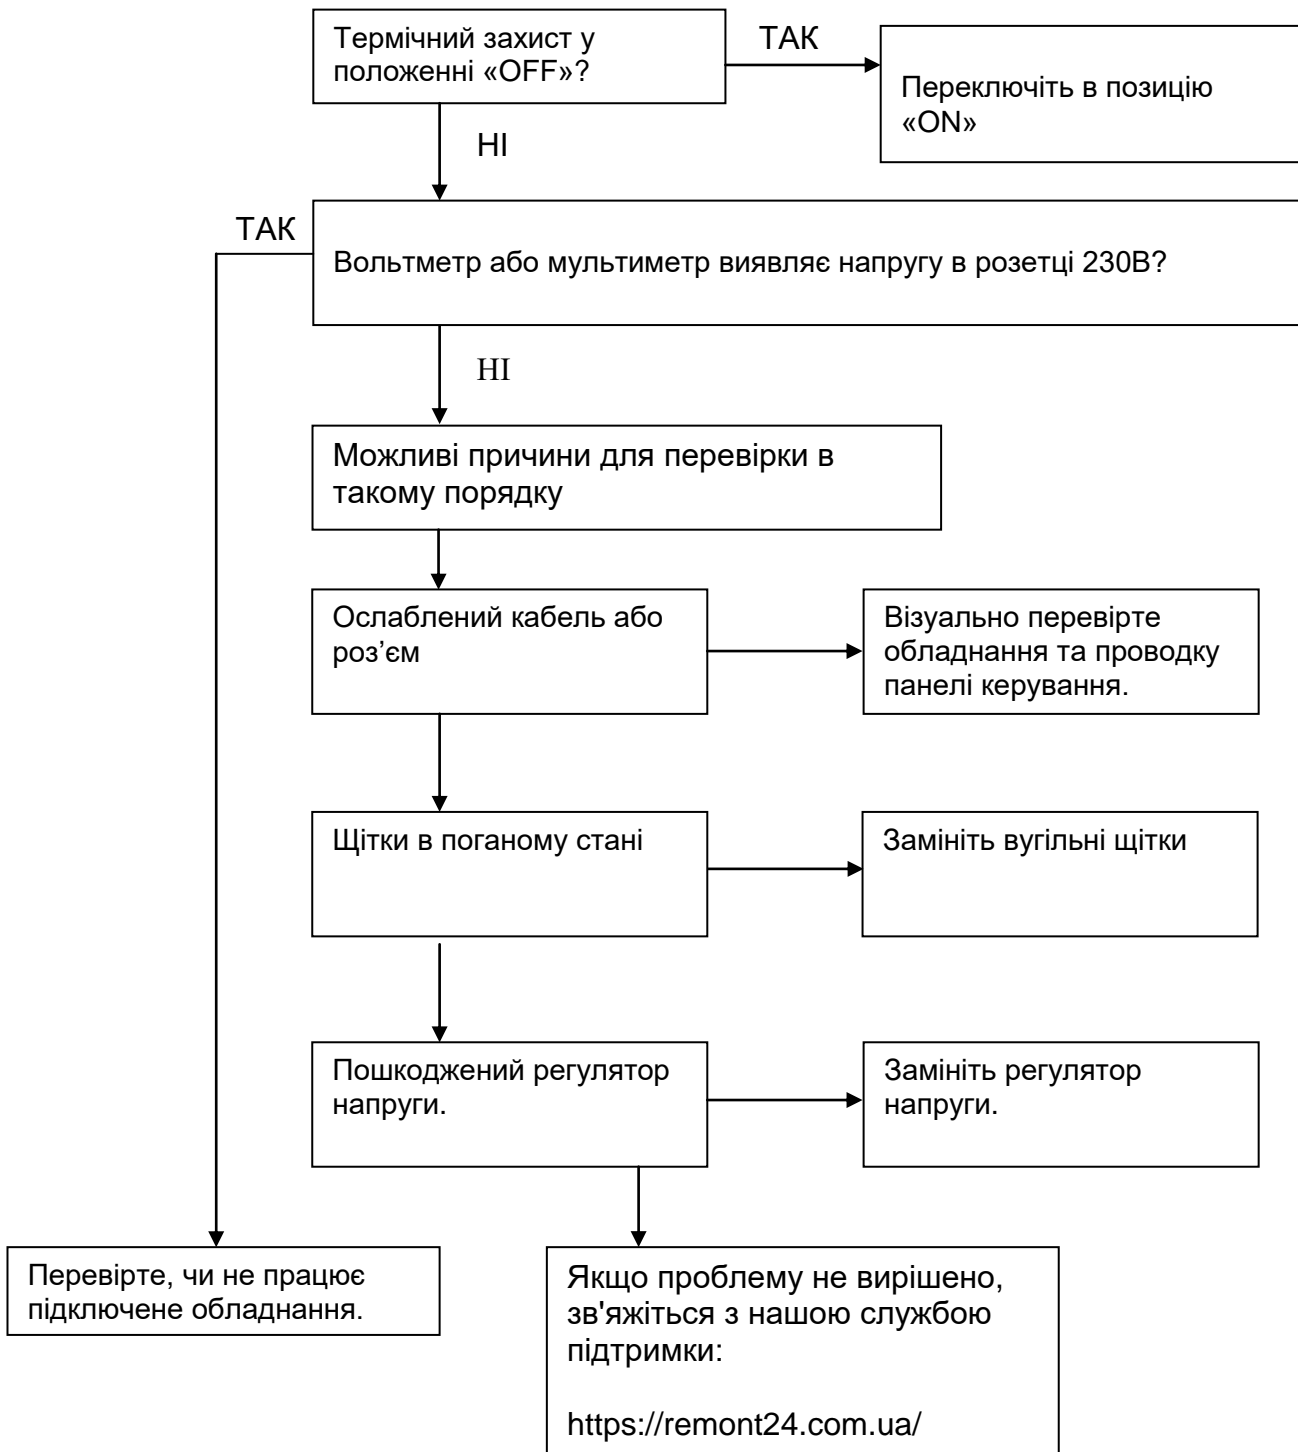 Термічний захист у
положенні «OFF»?
ТАК
Переключіть в позицію
«ON»
НІ
ТАК
Вольтметр або мультиметр виявляє напругу в розетці 230В?
НІ
Можливі причини для перевірки в
такому порядку
Ослаблений кабель або
роз’єм
Візуально перевірте
обладнання та проводку
панелі керування.
Щітки в поганому стані
Замініть вугільні щітки
Пошкоджений регулятор
напруги.
Замініть регулятор
напруги.
Перевірте, чи не працює
підключене обладнання.
Якщо проблему не вирішено,
зв'яжіться з нашою службою
підтримки:
https://remont24.com.ua/